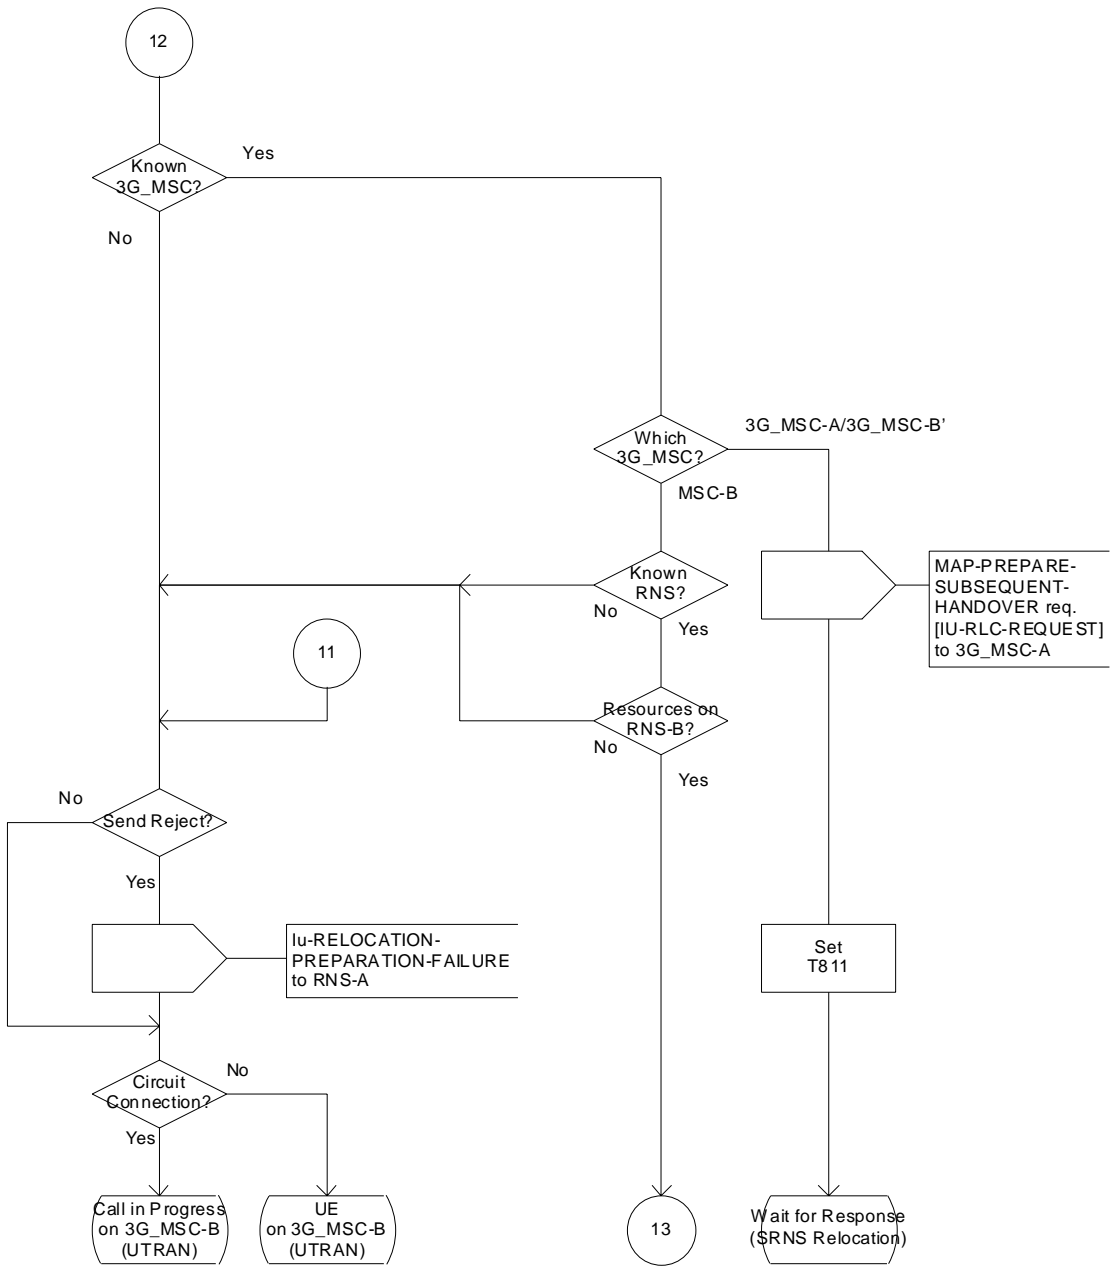 12
Known
3G_MSC?
Yes
No
Which
3G_MSC?
3G_MSC-A/3G_MSC-B’
MSC-B
Known
RNS?
No
Yes
MAP-PREPARE-
SUBSEQUENT-
HANDOVER req.
[IU-RLC-REQUEST]
to 3G_MSC-A
11
Resources on
RNS-B?
No
Yes
No
Send Reject?
Yes
Iu-RELOCATION-
PREPARATION-FAILURE
to RNS-A
Set
T811
Circuit
Connection?
No
Yes
Call in Progress
on 3G_MSC-B
(UTRAN)
UE
on 3G_MSC-B
(UTRAN)
13
Wait for Response
(SRNS Relocation)